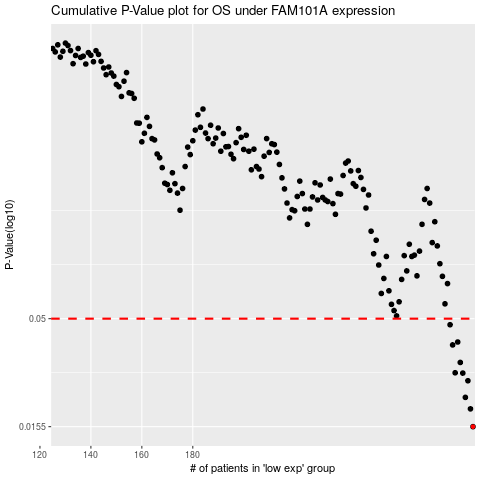 Cumulative P-Value plot for OS under FAM101A expression
P-Value(log10)
0.05
0.0155
120 140 160 180
# of patients in 'low exp' group